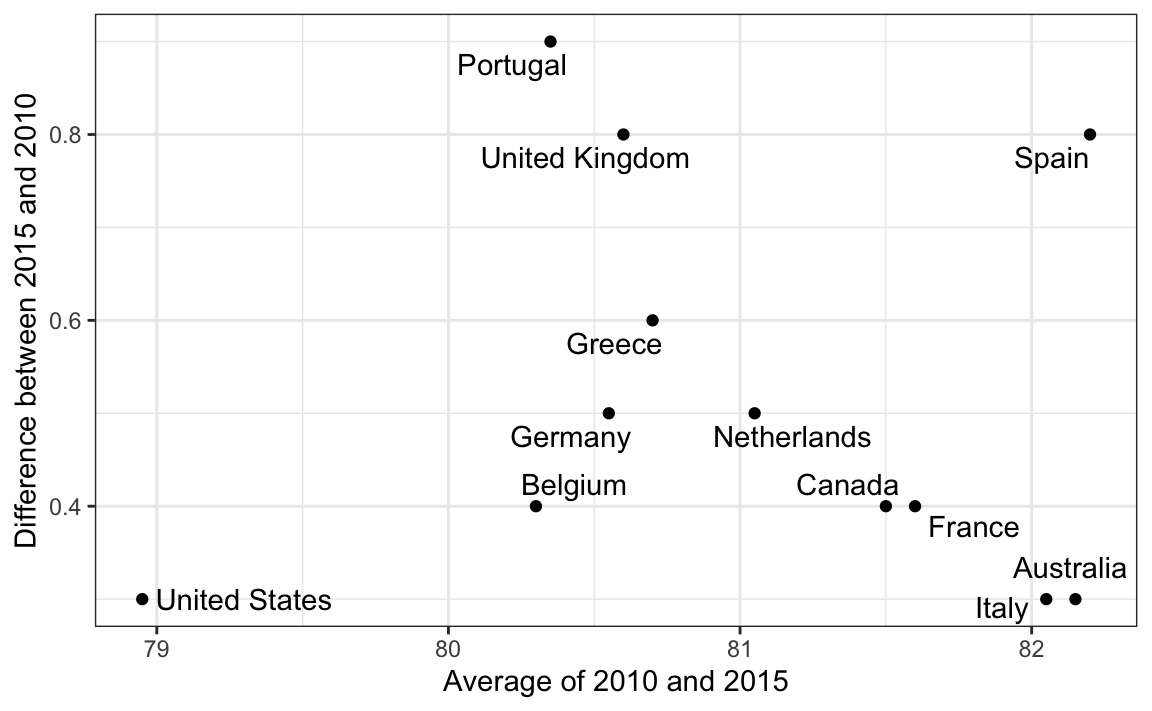 Portugal
United Kingdom
Spain
Greece
Germany
Netherlands
Belgium
Canada
France
Australia
United States
Italy
0.8
0.6
0.4
79
80
81
82
Average of 2010 and 2015
Difference between 2015 and 2010